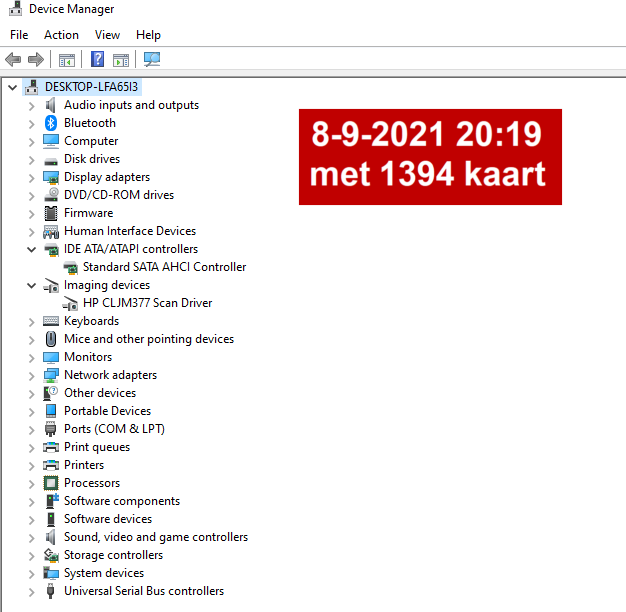 Device Manager
File Action View Help
DESKTOP-LFA65I3
Audio inputs and outputs
8-9-2021 20:19
met 1394 kaart
Bluetooth
Computer
Disk drives
Display adapters
DVD/CD-ROM drives
Firmware
Human Interface Devices
IDE ATA/ATAPI controllers
Standard SATA AHCI Controller
Imaging devices
HP CLJM377 Scan Driver
Keyboards
Mice and other pointing devices
Monitors
Network adapters
Other devices
Portable Devices
Ports (COM & LPT)
Print queues
Printers
Processors
Software components
Software devices
Sound, video and game controllers
Storage controllers
System devices
Universal Serial Bus controllers